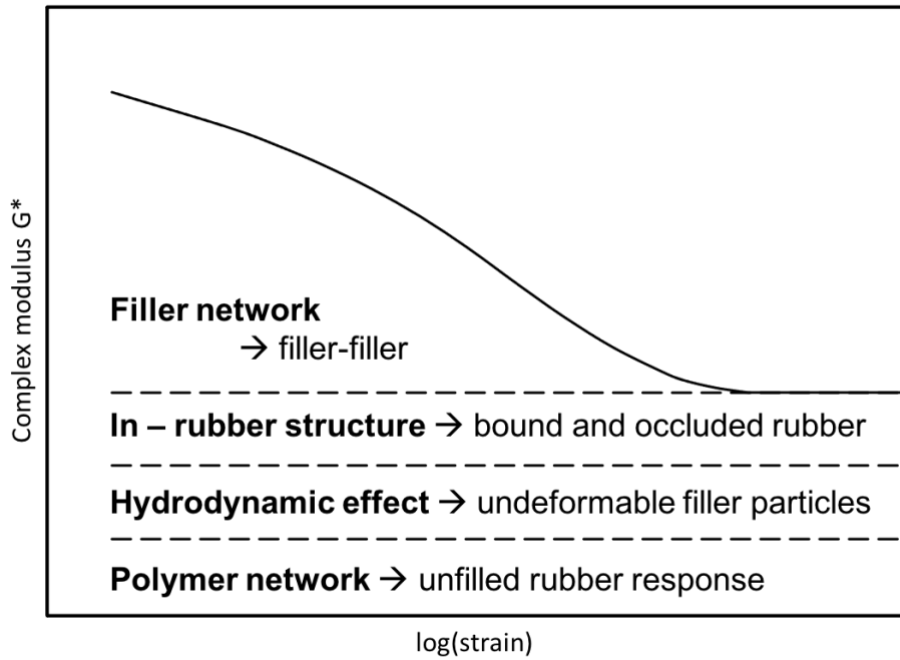 Complex modulus G*
Filler network
→ filler-filler
In – rubber structure → bound and occluded rubber
Hydrodynamic effect → undeformable filler particles
Polymer network → unfilled rubber response
log(strain)